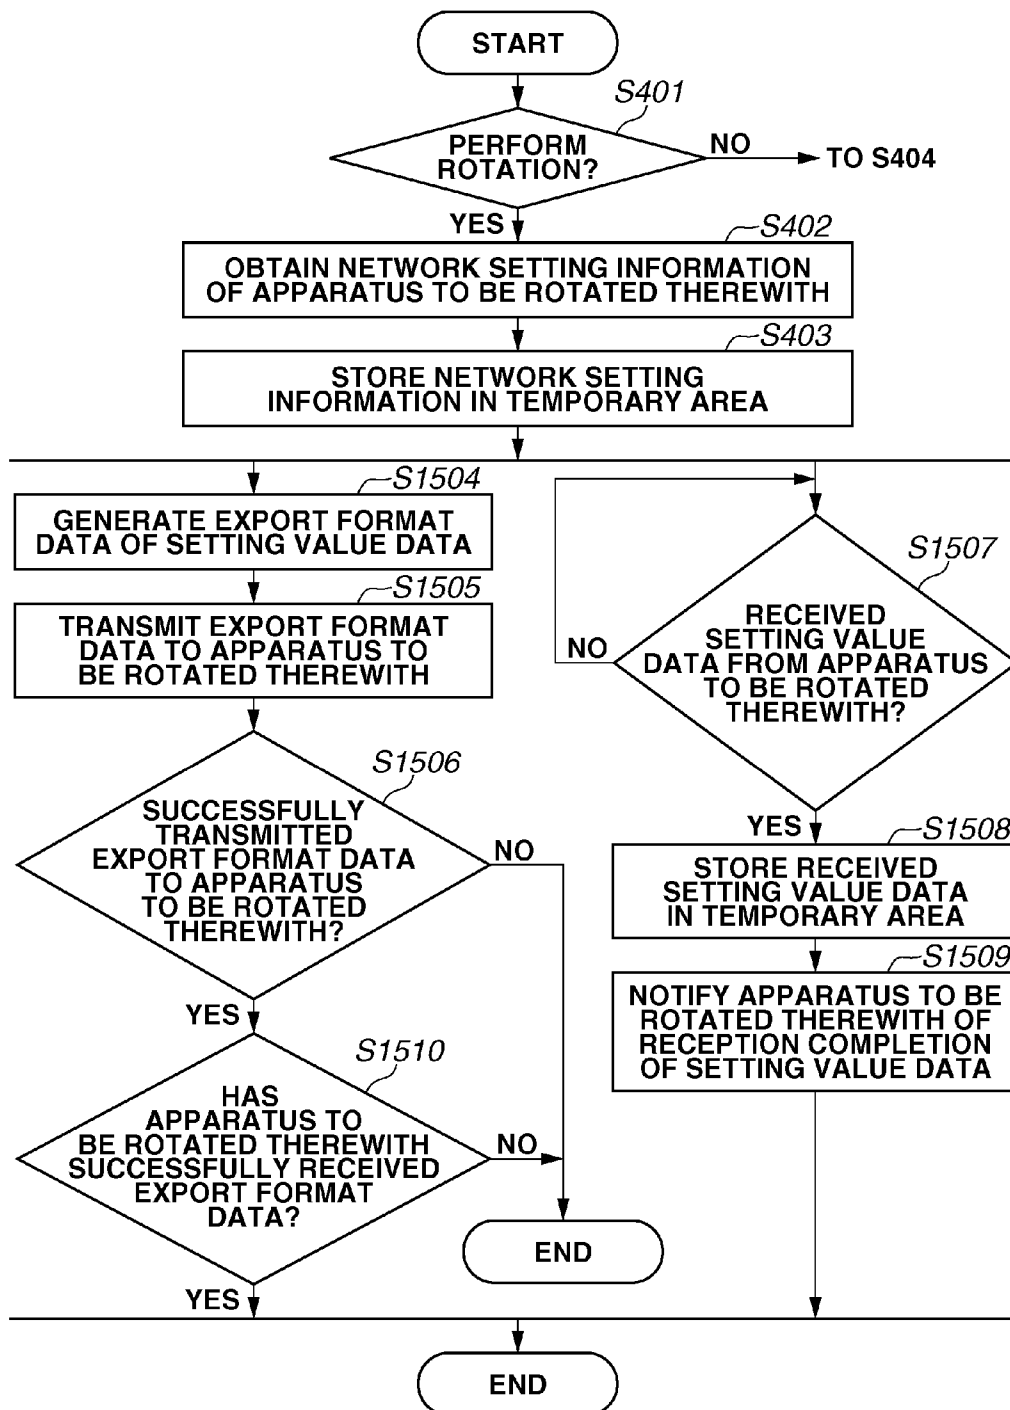 START
S401
PERFORM
ROTATION?
NO
TO S404
YES
S402
OBTAIN NETWORK SETTING INFORMATION
OF APPARATUS TO BE ROTATED THEREWITH
S403
STORE NETWORK SETTING
INFORMATION IN TEMPORARY AREA
S1504
GENERATE EXPORT FORMAT
DATA OF SETTING VALUE DATA
S1505
TRANSMIT EXPORT FORMAT
DATA TO APPARATUS TO
BE ROTATED THEREWITH
S1506
SUCCESSFULLY
TRANSMITTED
EXPORT FORMAT DATA
TO APPARATUS
TO BE ROTATED
THEREWITH?
NO
YES
S1510
HAS
APPARATUS TO
BE ROTATED THEREWITH
SUCCESSFULLY RECEIVED
EXPORT FORMAT
DATA?
NO
END
YES
S1507
RECEIVED
SETTING VALUE
DATA FROM APPARATUS
TO BE ROTATED
THEREWITH?
NO
YES
S1508
STORE RECEIVED
SETTING VALUE DATA
IN TEMPORARY AREA
S1509
NOTIFY APPARATUS TO BE
ROTATED THEREWITH OF
RECEPTION COMPLETION
OF SETTING VALUE DATA
END